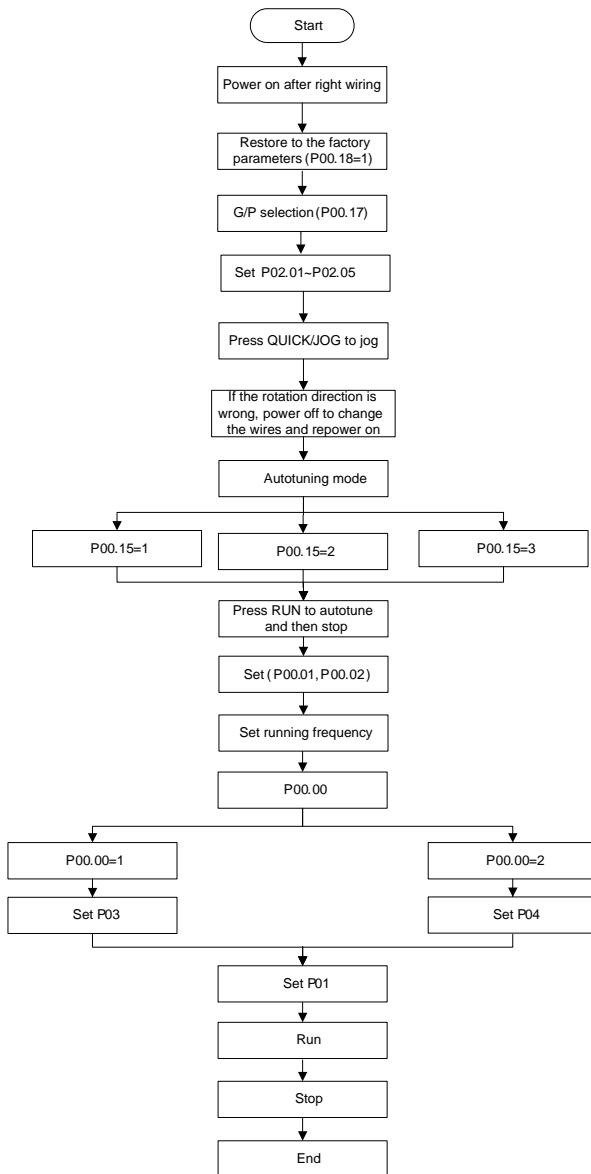 Start
Power on after right wiring
Restore to the factory
parameters (P00.18=1)
G/P selection (P00.17)
Set P02.01~P02.05
Press QUICK/JOG to jog
If the rotation direction is
wrong, power off to change
the wires and repower on
Autotuning mode
P00.15=1
P00.15=2
P00.15=3
Press RUN to autotune
and then stop
Set (P00.01, P00.02)
Set running frequency
P00.00
P00.00=1
P00.00=2
Set P03
Set P04
Set P01
Run
Stop
End